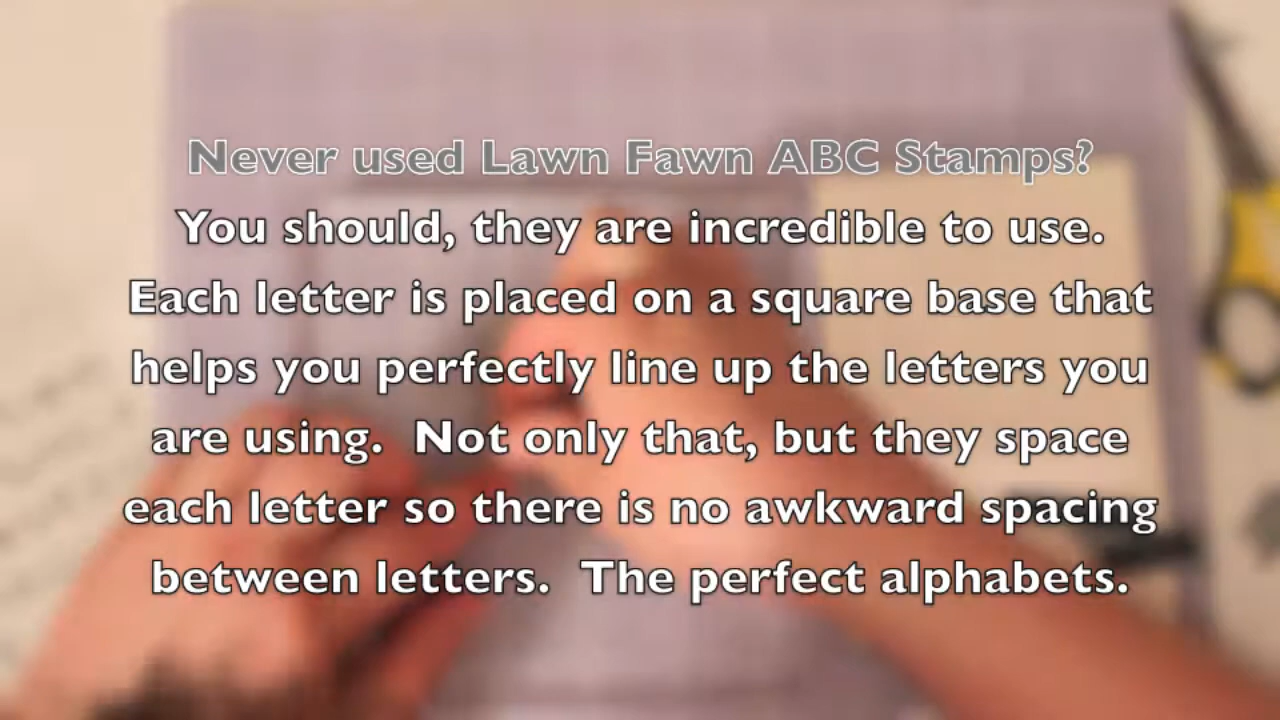 Never used Lawn Fawn ABC Stamps?
You should, they are incredible to use.
Each letter is placed on a square base that
helps you perfectly line up the letters you
are using.  Not only that, but they space
each letter so there is no awkward spacing
between letters.  The perfect alphabets.